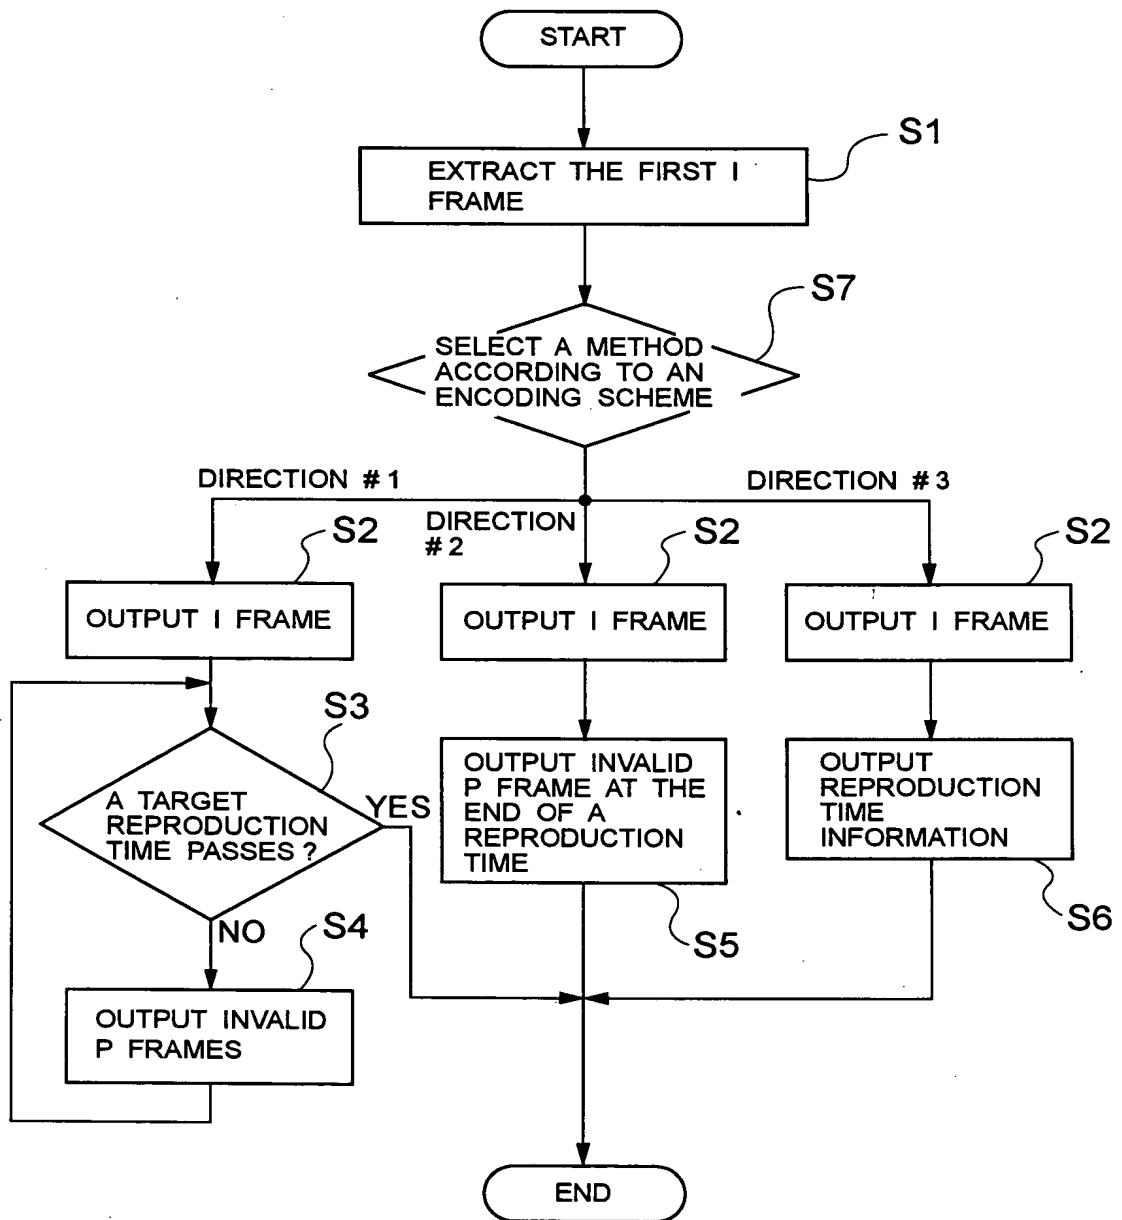 START
S1
EXTRACT THE FIRST I
FRAME
S7
SELECT A METHOD
ACCORDING TO AN
ENCODING SCHEME
DIRECTION #1
DIRECTION
#2
DIRECTION #3
S2
S2
S2
OUTPUT I FRAME
OUTPUT I FRAME
OUTPUT I FRAME
S3
A TARGET
REPRODUCTION
TIME PASSES?
YES
NO
OUTPUT INVALID
P FRAME AT THE
END OF A
REPRODUCTION
TIME
S5
OUTPUT
REPRODUCTION
TIME
INFORMATION
S6
S4
OUTPUT INVALID
P FRAMES
END